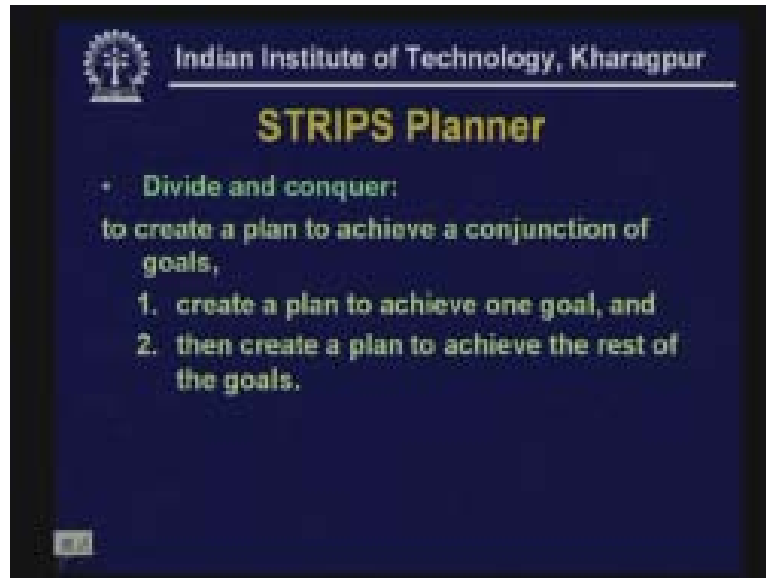 Indian Institute of Technology, Kharagpur
STRIPS Planner
• Divide and conquer:
to create a plan to achieve a conjunction of
goals,
1. create a plan to achieve one goal, and
2. then create a plan to achieve the rest of
the goals.